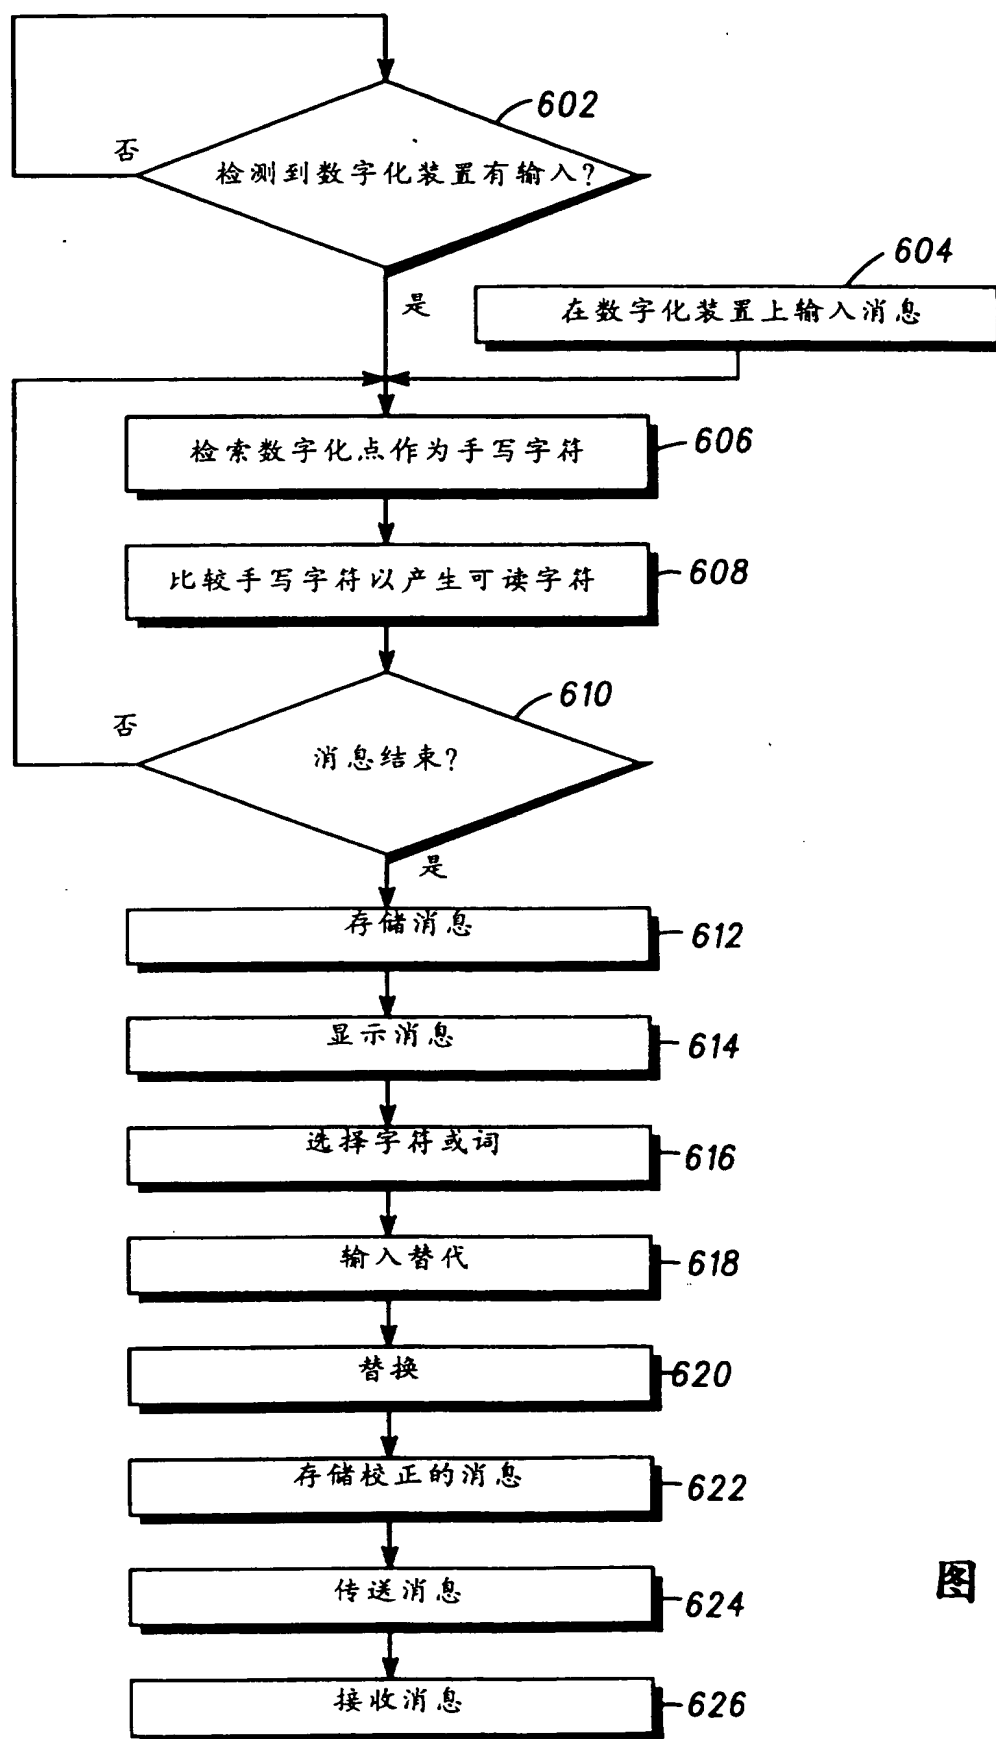 602
否
检测到数字化装置有输入?
604
是
在数字化装置上输入消息
检索数字化点作为手写字符
606
比较手写字符以产生可读字符
608
610
否
消息结束?
是
存储消息
612
显示消息
614
选择字符或词
616
输入替代
618
替换
620
存储校正的消息
622
图
传送消息
624
接收消息
626